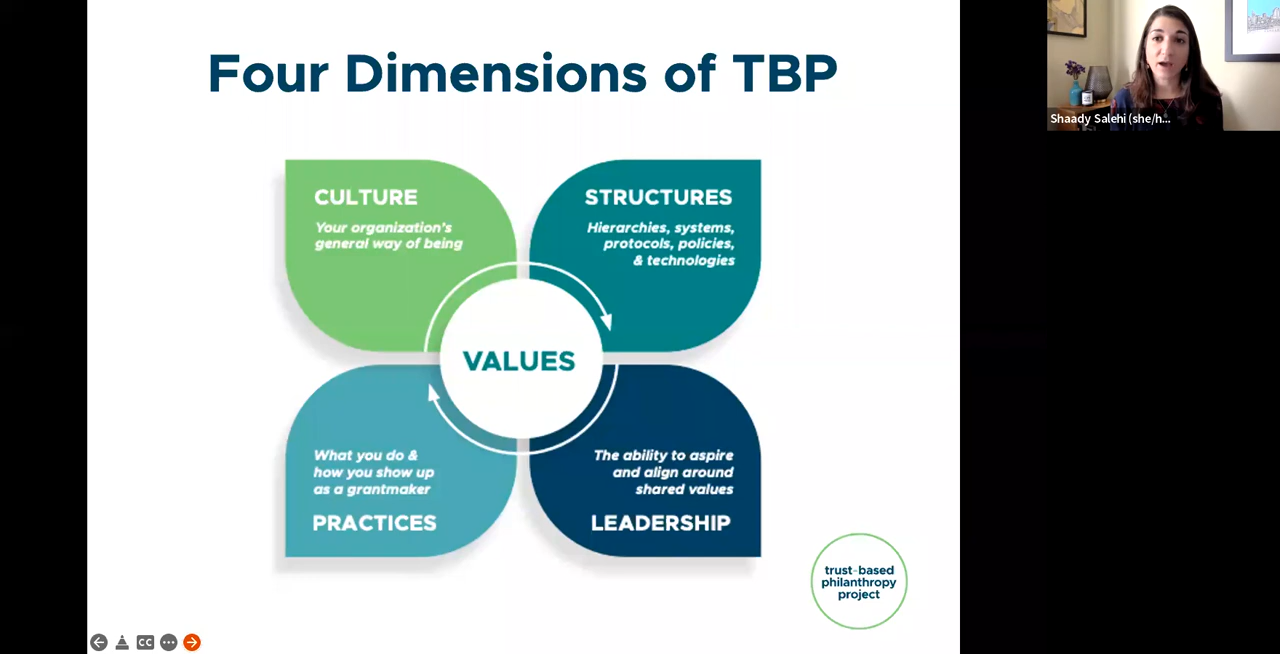 Four Dimensions of TBP
CULTURE
Your organization's
general way of being
STRUCTURES
Hierarchies, systems,
protocols, policies,
& technologies
VALUES
What you do &
how you show up
as a grantmaker
PRACTICES
The ability to aspire
and align around
shared values
LEADERSHIP
trust-based
philanthropy
project
CC
Shaady Salehi (she/h...